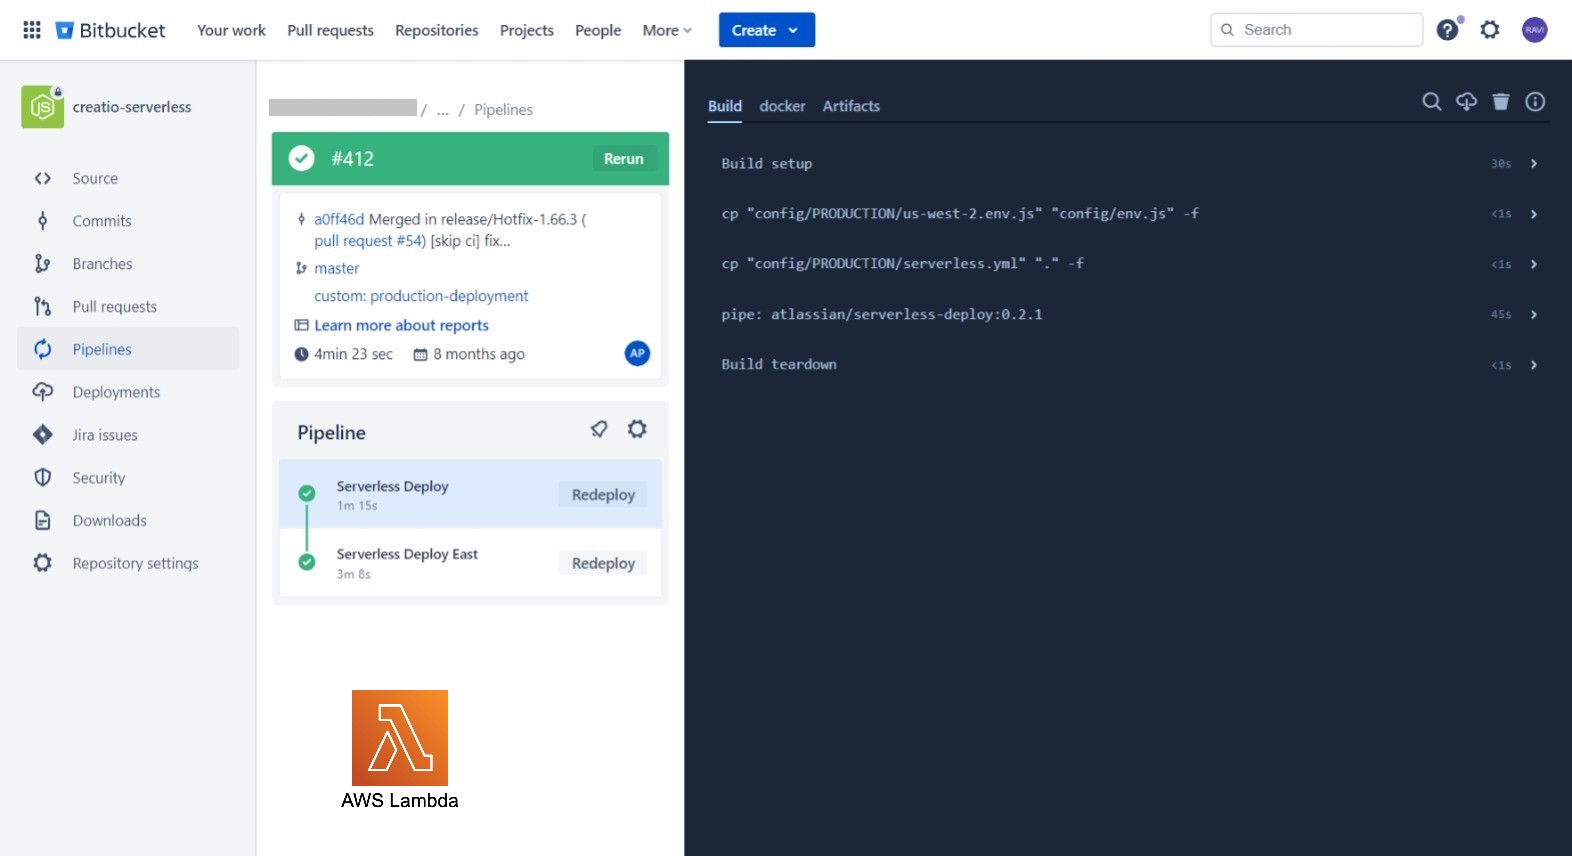 Bitbucket Your work Pull requests Repositories Projects People More Create Search RAVI
creatio-serverless
Source
Commits
Branches
Pull requests
Pipelines
Deployments
Jira issues
Security
Downloads
Repository settings
/ ... / Pipelines
#412 Rerun
a0ff46d Merged in release/Hotfix-1.66.3 (
pull request #54) [skip ci] fix...
master
custom: production-deployment
Learn more about reports
4min 23 sec 8 months ago AP
Pipeline
Serverless Deploy
1m 15s
Redeploy
Serverless Deploy East
3m 8s
Redeploy
AWS Lambda
Build docker Artifacts
Build setup 30s
cp "config/PRODUCTION/us-west-2.env.js" "config/env.js" -f <1s
cp "config/PRODUCTION/serverless.yml" "." -f <1s
pipe: atlassian/serverless-deploy:0.2.1 45s
Build teardown <1s